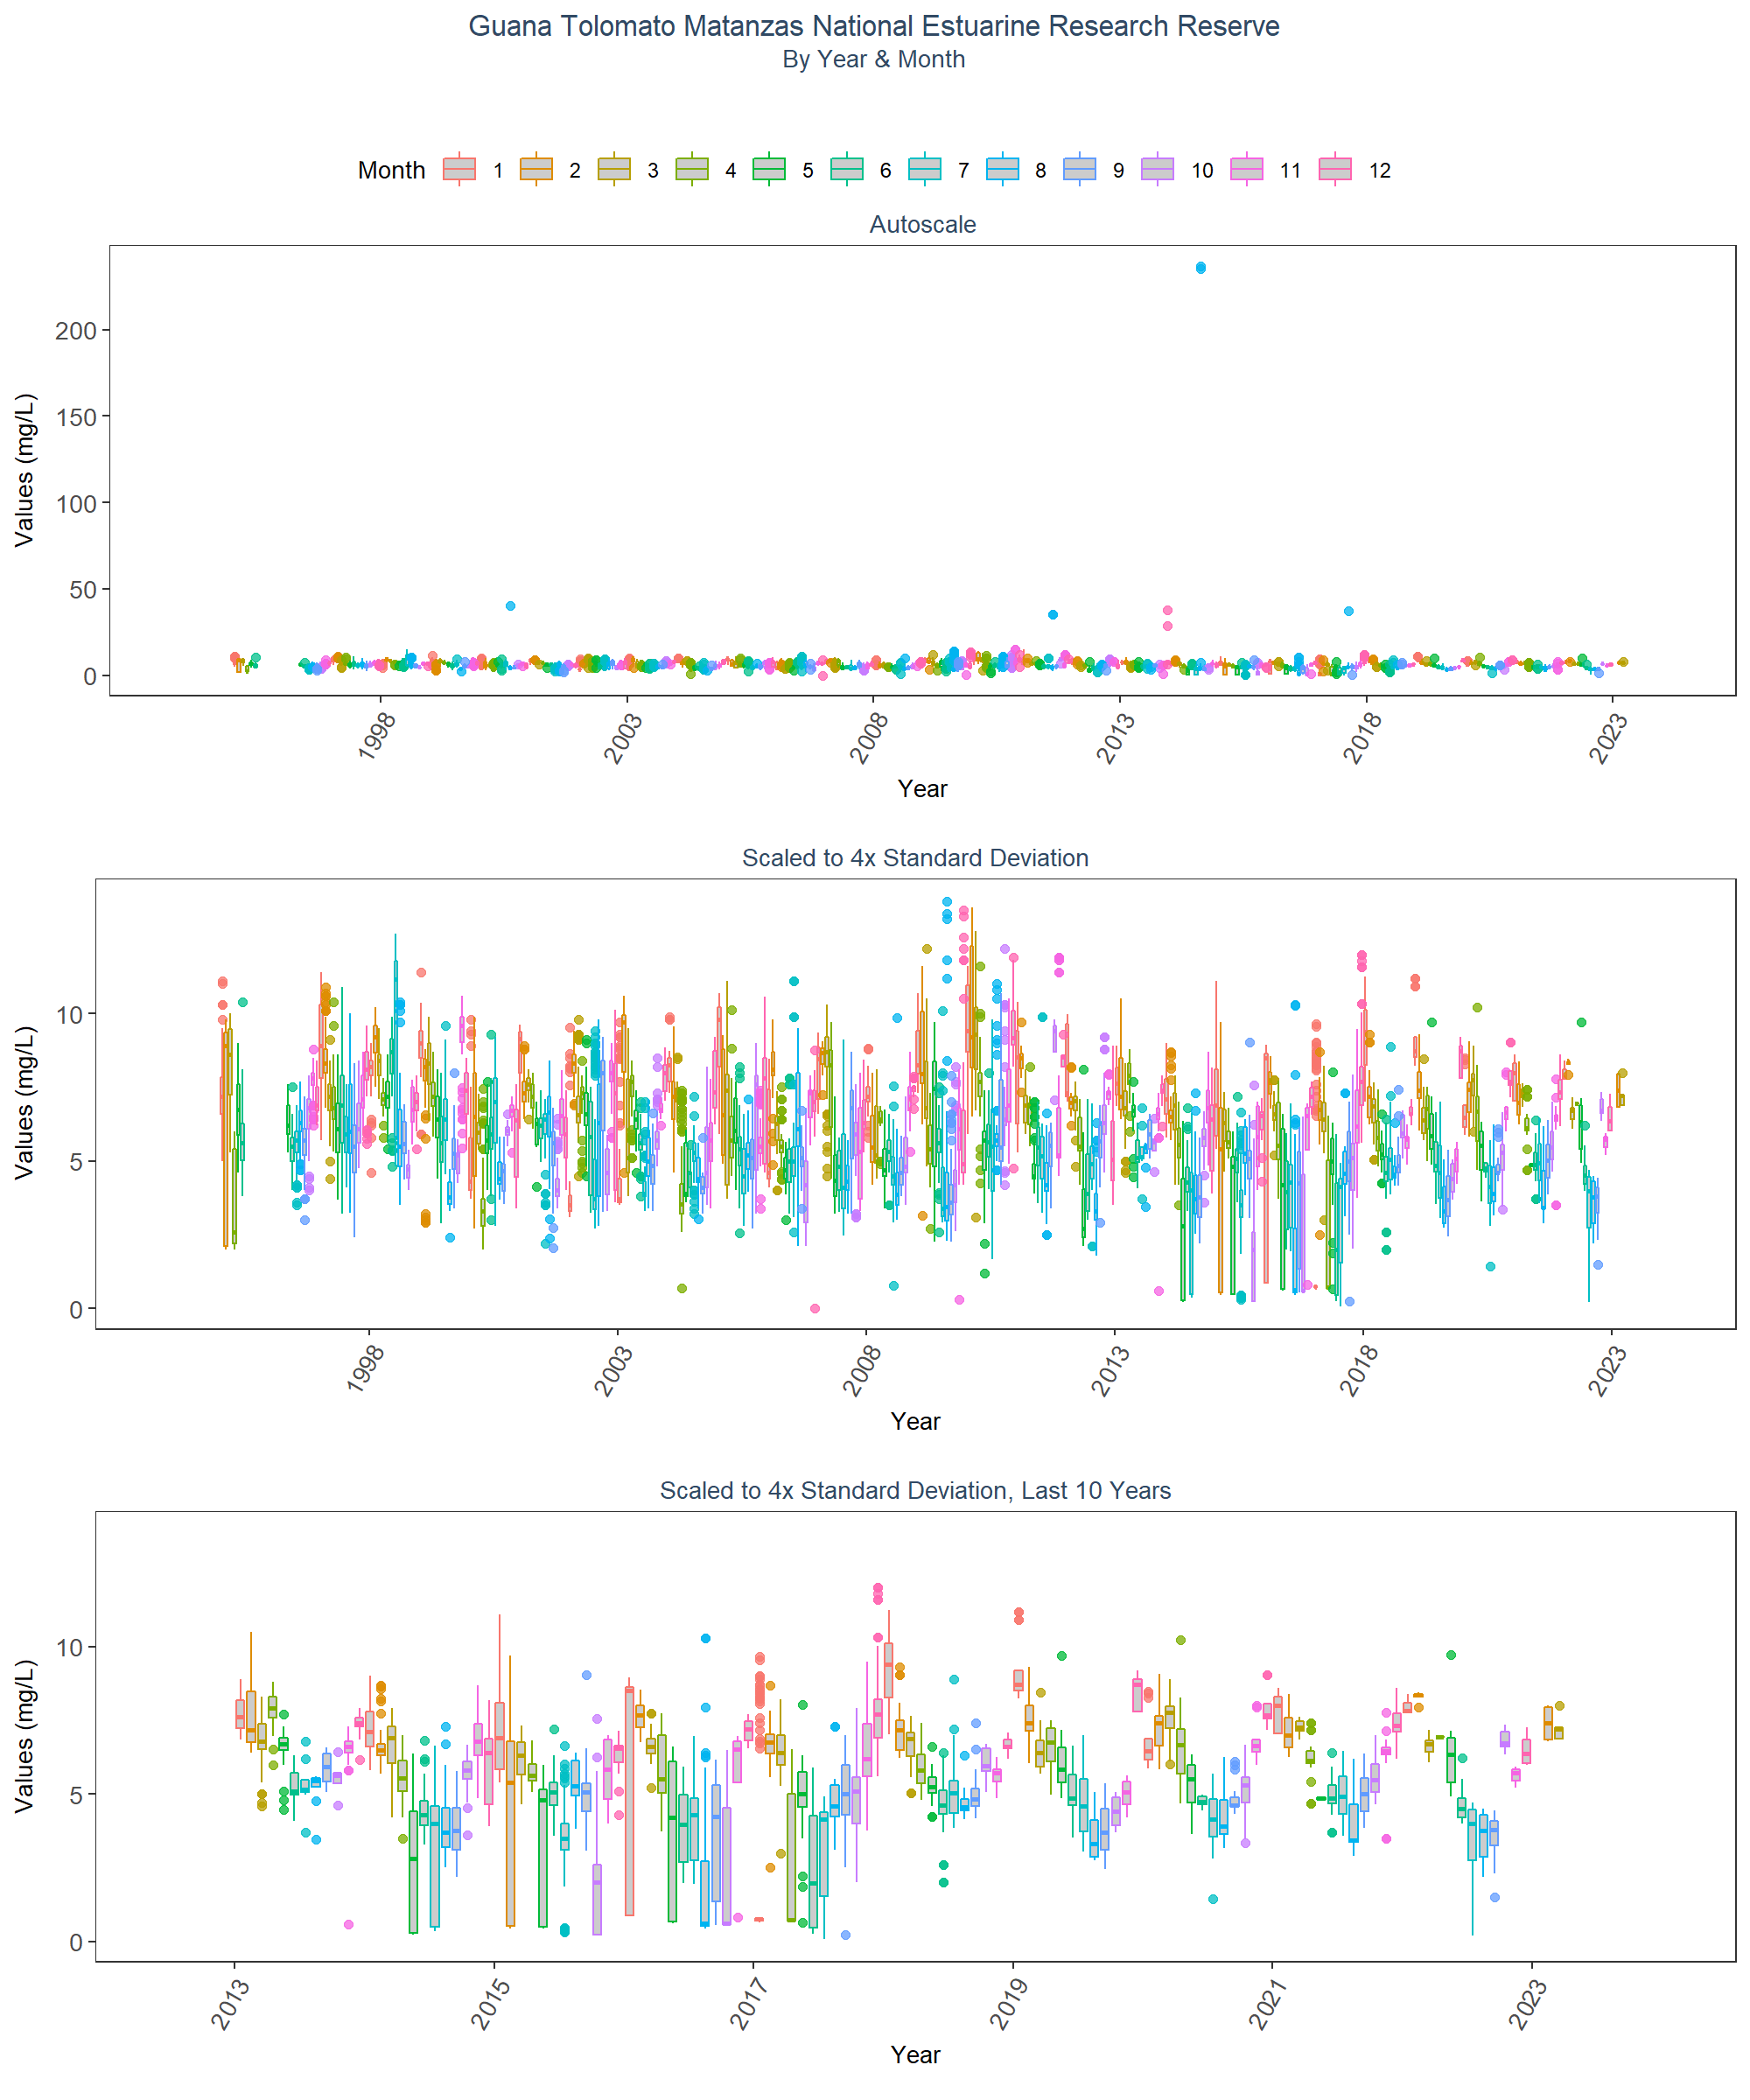 Guana Tolomato Matanzas National Estuarine Research Reserve
By Year & Month
Month 1 2 3 4 5 6 7 8 9 10 11 12
Autoscale
Values (mg/L)
200
150
100
50
0
1998 2003 2008 2013 2018 2023
Year
Scaled to 4x Standard Deviation
Values (mg/L)
10
5
0
1998 2003 2008 2013 2018 2023
Year
Scaled to 4x Standard Deviation, Last 10 Years
Values (mg/L)
10
5
0
2013 2015 2017 2019 2021 2023
Year